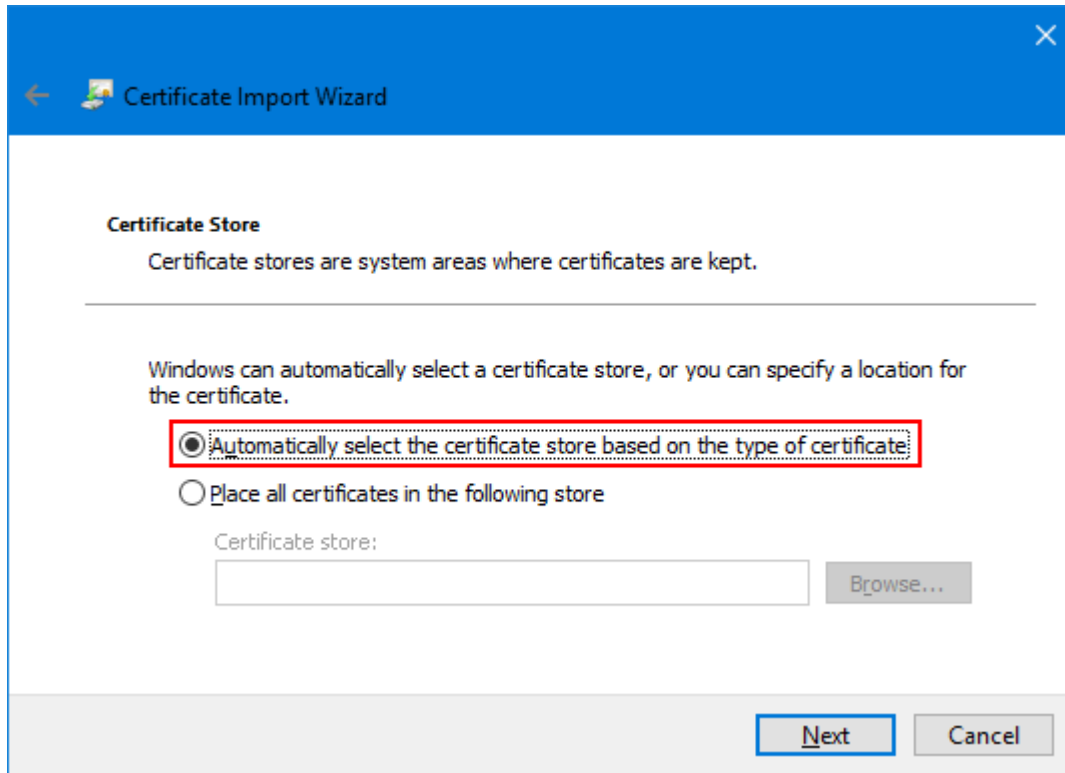 Certificate Import Wizard
Certificate Store
Certificate stores are system areas where certificates are kept.
Windows can automatically select a certificate store, or you can specify a location for
the certificate.
Automatically select the certificate store based on the type of certificate
Place all certificates in the following store
Certificate store:
Browse...
Next
Cancel